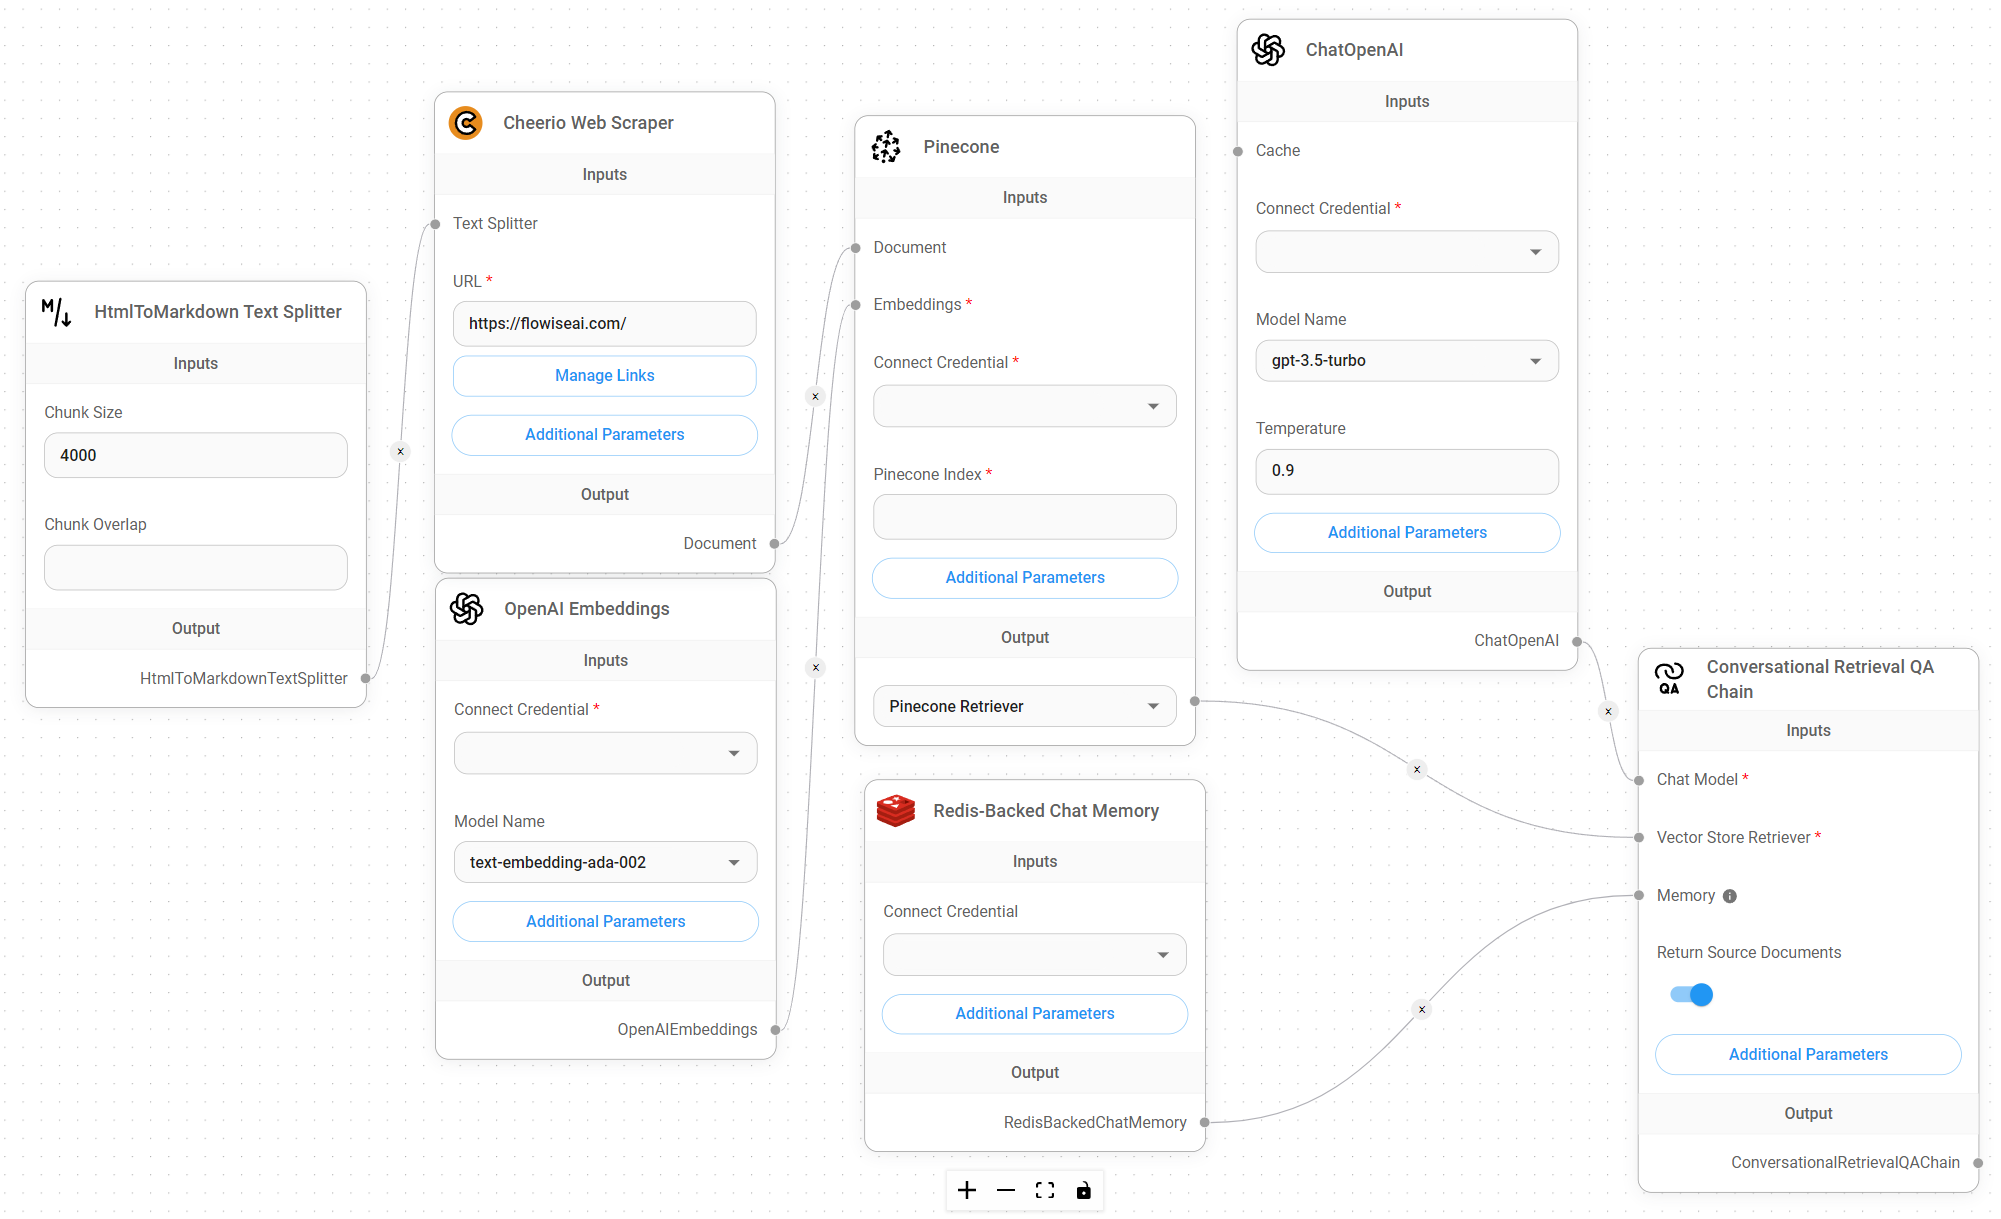 HtmlToMarkdown Text Splitter
Inputs
Chunk Size
4000
Chunk Overlap
Output
HtmlToMarkdownTextSplitter
Cheerio Web Scraper
Inputs
Text Splitter
URL *
https://flowiseai.com/
Manage Links
Additional Parameters
Output
Document
OpenAI Embeddings
Inputs
Connect Credential *
Model Name
text-embedding-ada-002
Additional Parameters
Output
OpenAIEmbeddings
Pinecone
Inputs
Document
Embeddings *
Connect Credential *
Pinecone Index *
Additional Parameters
Output
Pinecone Retriever
Redis-Backed Chat Memory
Inputs
Connect Credential
Additional Parameters
Output
RedisBackedChatMemory
ChatOpenAI
Inputs
Cache
Connect Credential *
Model Name
gpt-3.5-turbo
Temperature
0.9
Additional Parameters
Output
ChatOpenAI
QA
Conversational Retrieval QA
Chain
Inputs
Chat Model *
Vector Store Retriever *
Memory
Return Source Documents
Additional Parameters
Output
ConversationalRetrievalQAChain